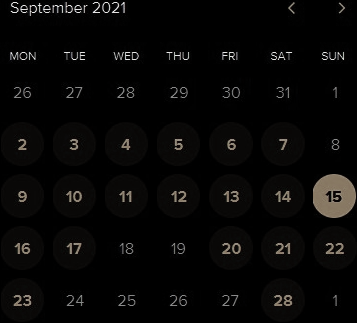 September 2021
MON TUE WED THU FRI SAT SUN
26 27 28 29 30 31 1
2 3 4 5 6 7 8
9 10 11 12 13 14 15
16 17 18 19 20 21 22
23 24 25 26 27 28 1